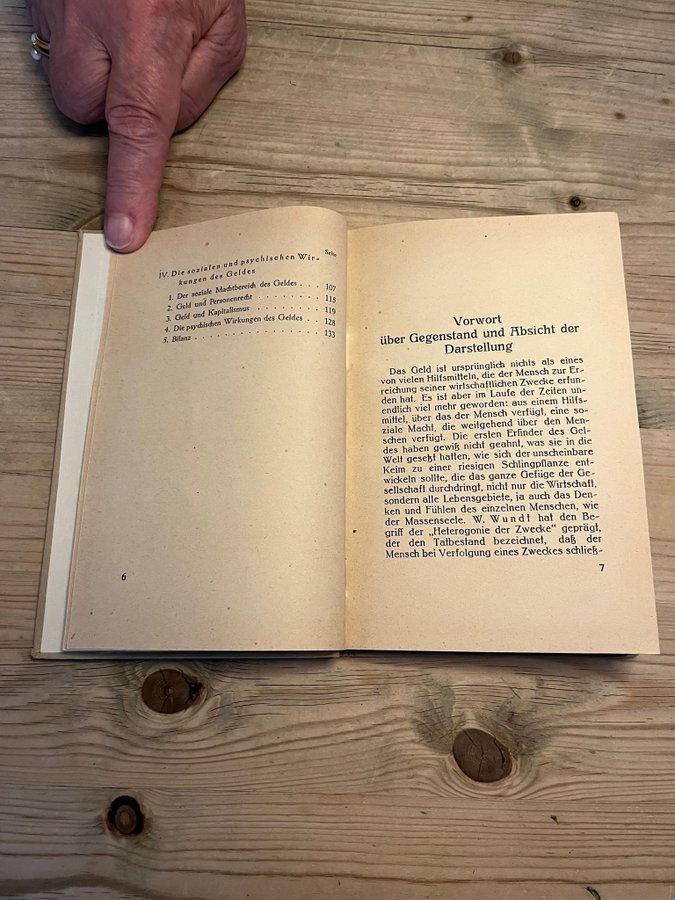 Seite
IV. Die sozialen und psychischen Wir-
kungen des Geldes
1. Der soziale Machtbereich des Geldes . . . 107
2. Geld und Personenrecht . . . . . . . . 115
3. Geld und Kapitalismus . . . . . . . . . 119
4. Die psychischen Wirkungen des Geldes . . 128
5. Bilanz . . . . . . . . . . . . . . . . 133
6
Vorwort
über Gegenstand und Absicht der
Darstellung
Das Geld ist ursprünglich nichts als eines
von vielen Hilfsmitteln, die der Mensch zur Er-
reichung seiner wirtschaftlichen Zwecke erfun-
den hat. Es ist aber im Laufe der Zeiten un-
endlich viel mehr geworden: aus einem Hilfs-
mittel, über das der Mensch verfügt, eine so-
ziale Macht, die weitgehend über den Men-
schen verfügt. Die ersten Erfinder des Gel-
des haben gewiß nicht geahnt, was sie in die
Welt gesetzt hatten, wie sich der unscheinbare
Keim zu einer riesigen Schlingpflanze ent-
wickeln sollte, die das ganze Gefüge der Ge-
sellschaft durchdringt, nicht nur die Wirtschaft,
sondern alle Lebensgebiete, ja auch das Den-
ken und Fühlen des einzelnen Menschen, wie
der Massenseele. W. Wundt hat den Be-
griff der „Heterogonie der Zwecke“ geprägt,
der den Tatbestand bezeichnet, daß der
Mensch bei Verfolgung eines Zweckes schließ-
7